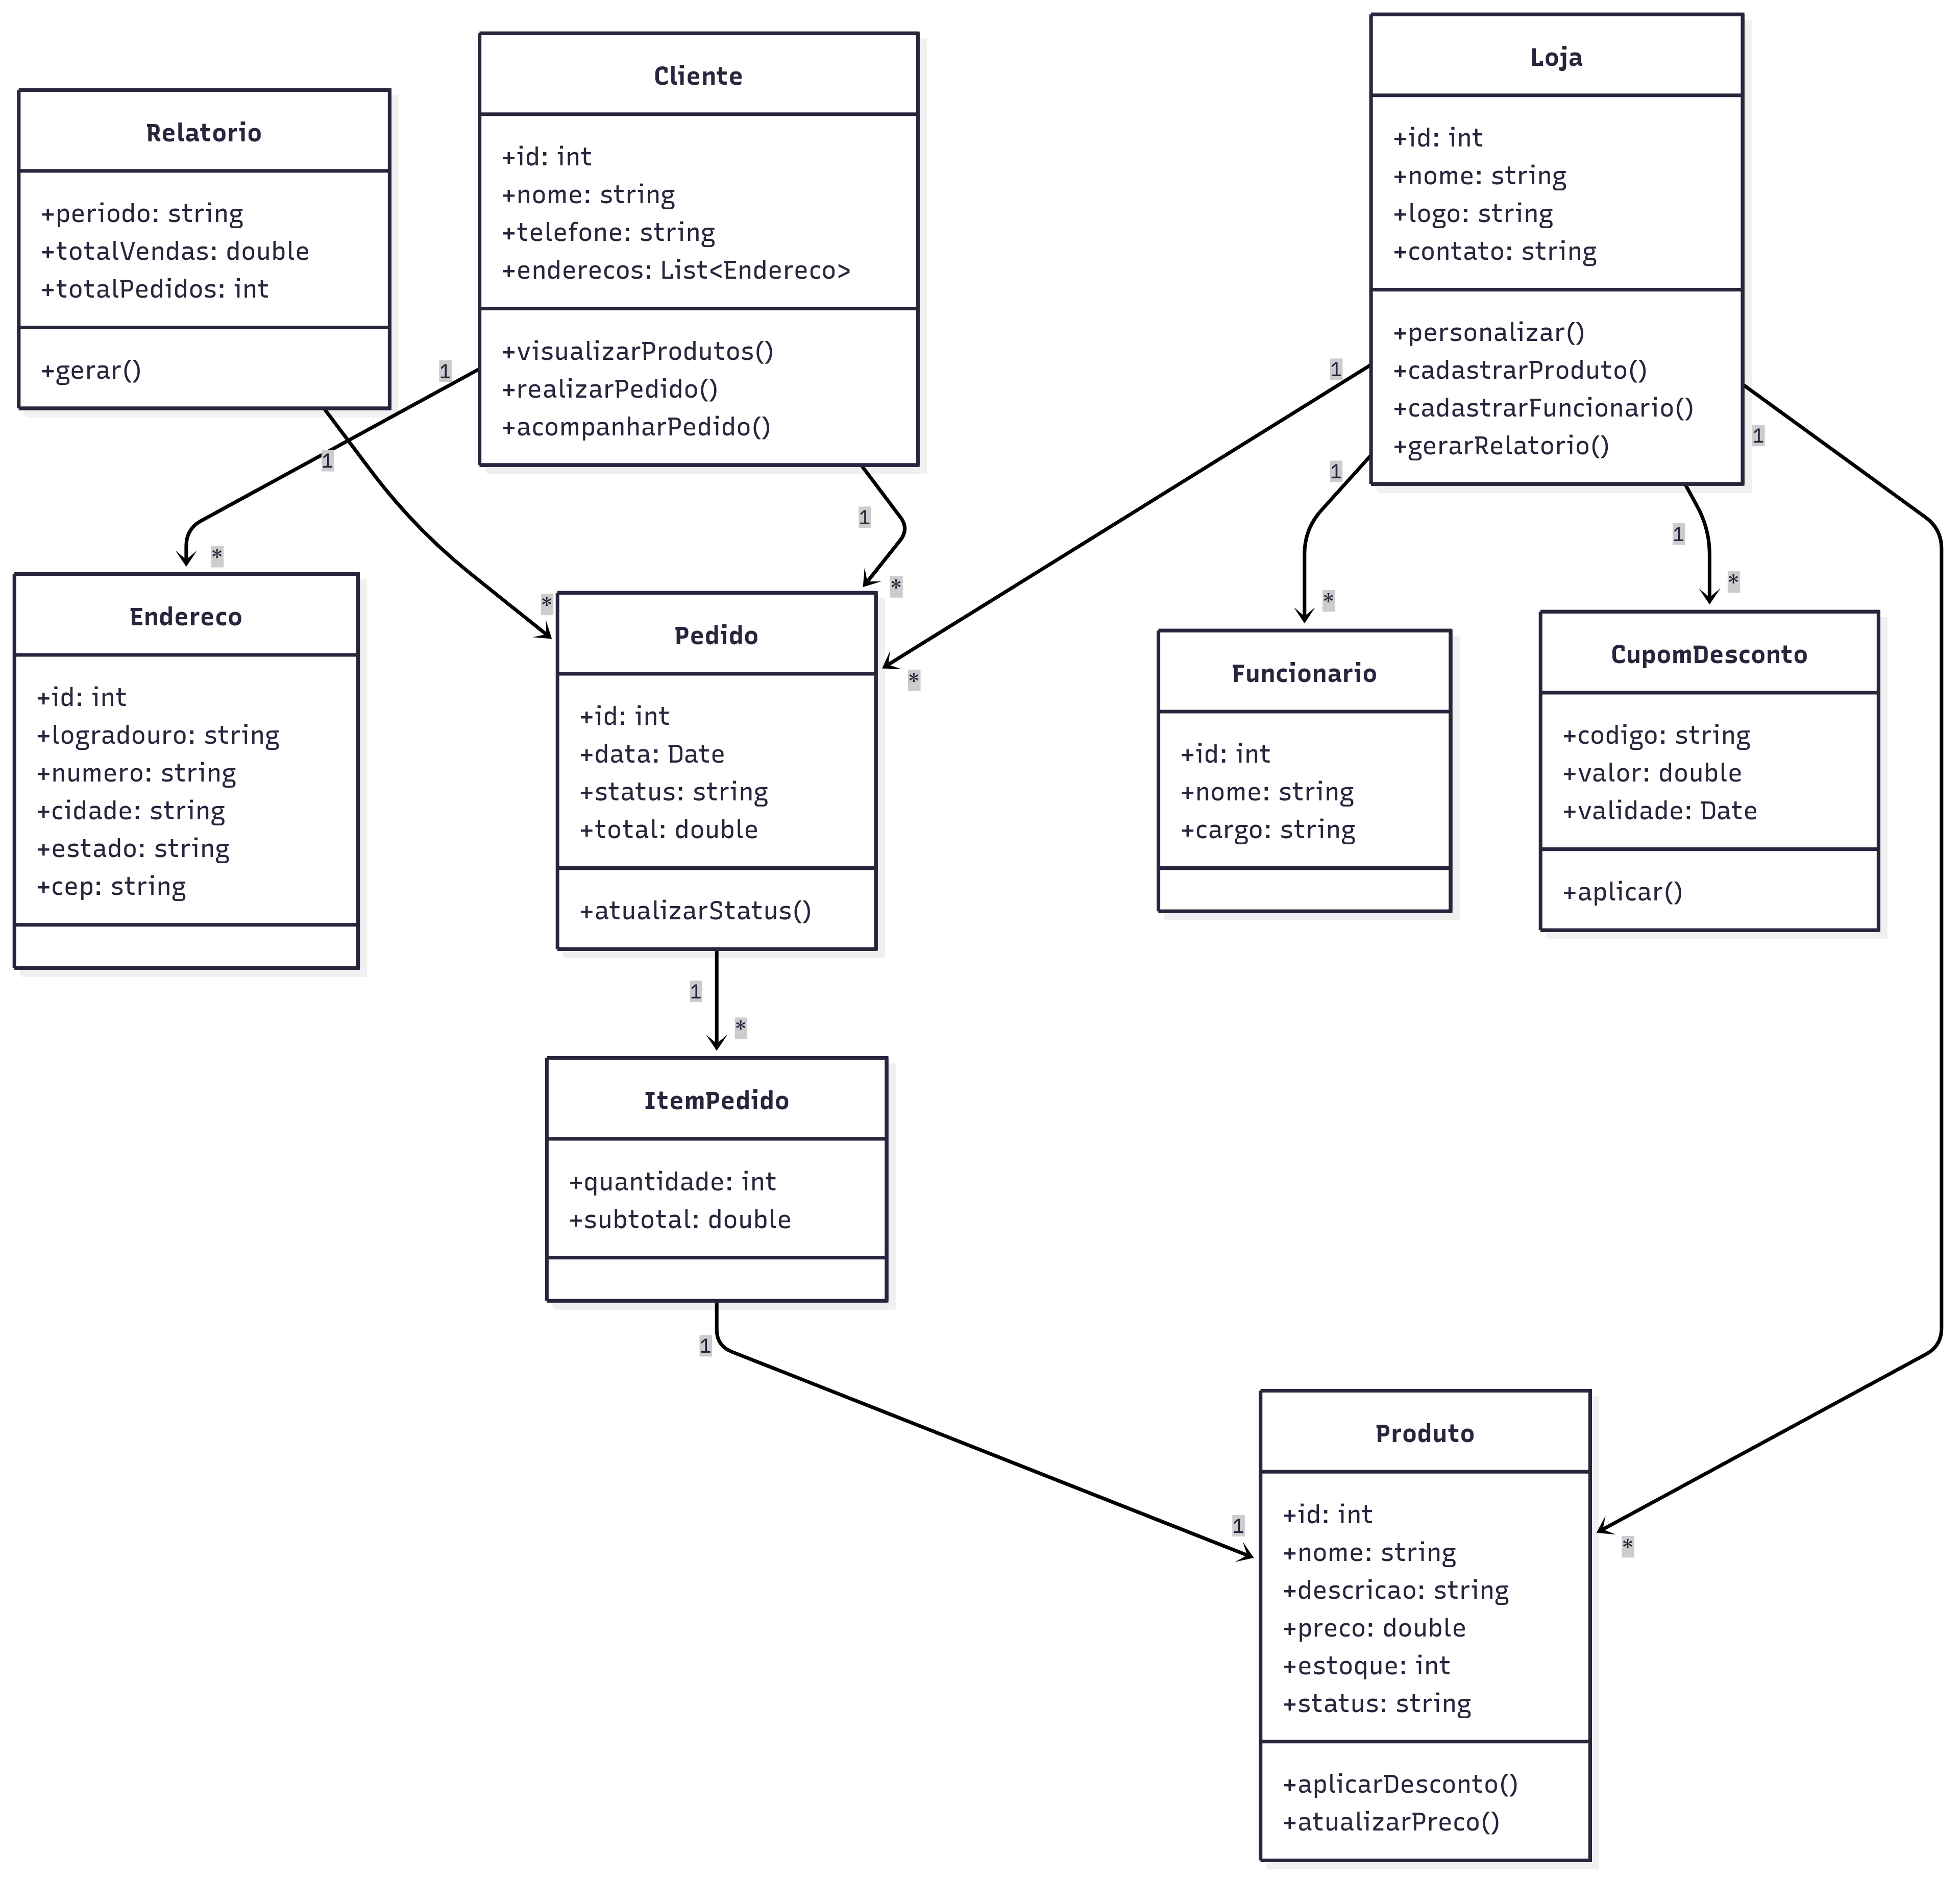 Relatorio
+periodo: string
+totalVendas: double
+totalPedidos: int
+gerar()
Cliente
+id: int
+nome: string
+telefone: string
+enderecos: List<Endereco>
+visualizarProdutos()
+realizarPedido()
+acompanharPedido()
Loja
+id: int
+nome: string
+logo: string
+contato: string
+personalizar()
+cadastrarProduto()
+cadastrarFuncionario()
+gerarRelatorio()
1
1
1
1
1
1
1
*
*
*
*
*
*
Endereco
+id: int
+logradouro: string
+numero: string
+cidade: string
+estado: string
+cep: string
Pedido
+id: int
+data: Date
+status: string
+total: double
+atualizarStatus()
Funcionario
+id: int
+nome: string
+cargo: string
CupomDesconto
+codigo: string
+valor: double
+validade: Date
+aplicar()
1
*
ItemPedido
+quantidade: int
+subtotal: double
1
1
*
Produto
+id: int
+nome: string
+descricao: string
+preco: double
+estoque: int
+status: string
+aplicarDesconto()
+atualizarPreco()